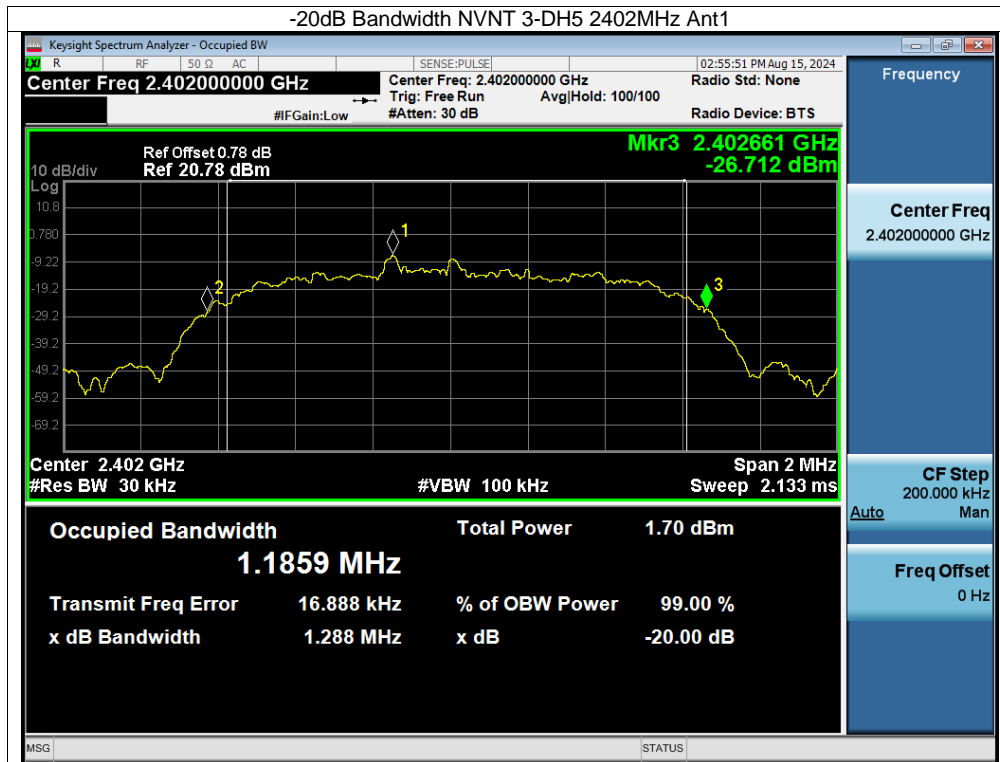 -20dB Bandwidth NVNT 3-DH5 2402MHz Ant1
Keysight Spectrum Analyzer - Occupied BW
LXI R RF 50 Ω AC SENSE:PULSE 02:55:51 PM Aug 15, 2024
Center Freq 2.402000000 GHz
Center Freq: 2.402000000 GHz
Radio Std: None
Trig: Free Run Avg|Hold: 100/100
#IFGain:Low
#Atten: 30 dB
Radio Device: BTS
Frequency
Mkr3 2.402661 GHz
-26.712 dBm
Ref Offset 0.78 dB
10 dB/div Ref 20.78 dBm
Log
10.8
0.780
-9.22
-19.2
-29.2
-39.2
-49.2
-59.2
-69.2
1
2
3
Center 2.402 GHz Span 2 MHz
#Res BW 30 kHz #VBW 100 kHz Sweep 2.133 ms
Center Freq
2.402000000 GHz
CF Step
200.000 kHz
Auto Man
Freq Offset
0 Hz
Occupied Bandwidth Total Power 1.70 dBm
1.1859 MHz
Transmit Freq Error 16.888 kHz % of OBW Power 99.00 %
x dB Bandwidth 1.288 MHz x dB -20.00 dB
MSG STATUS